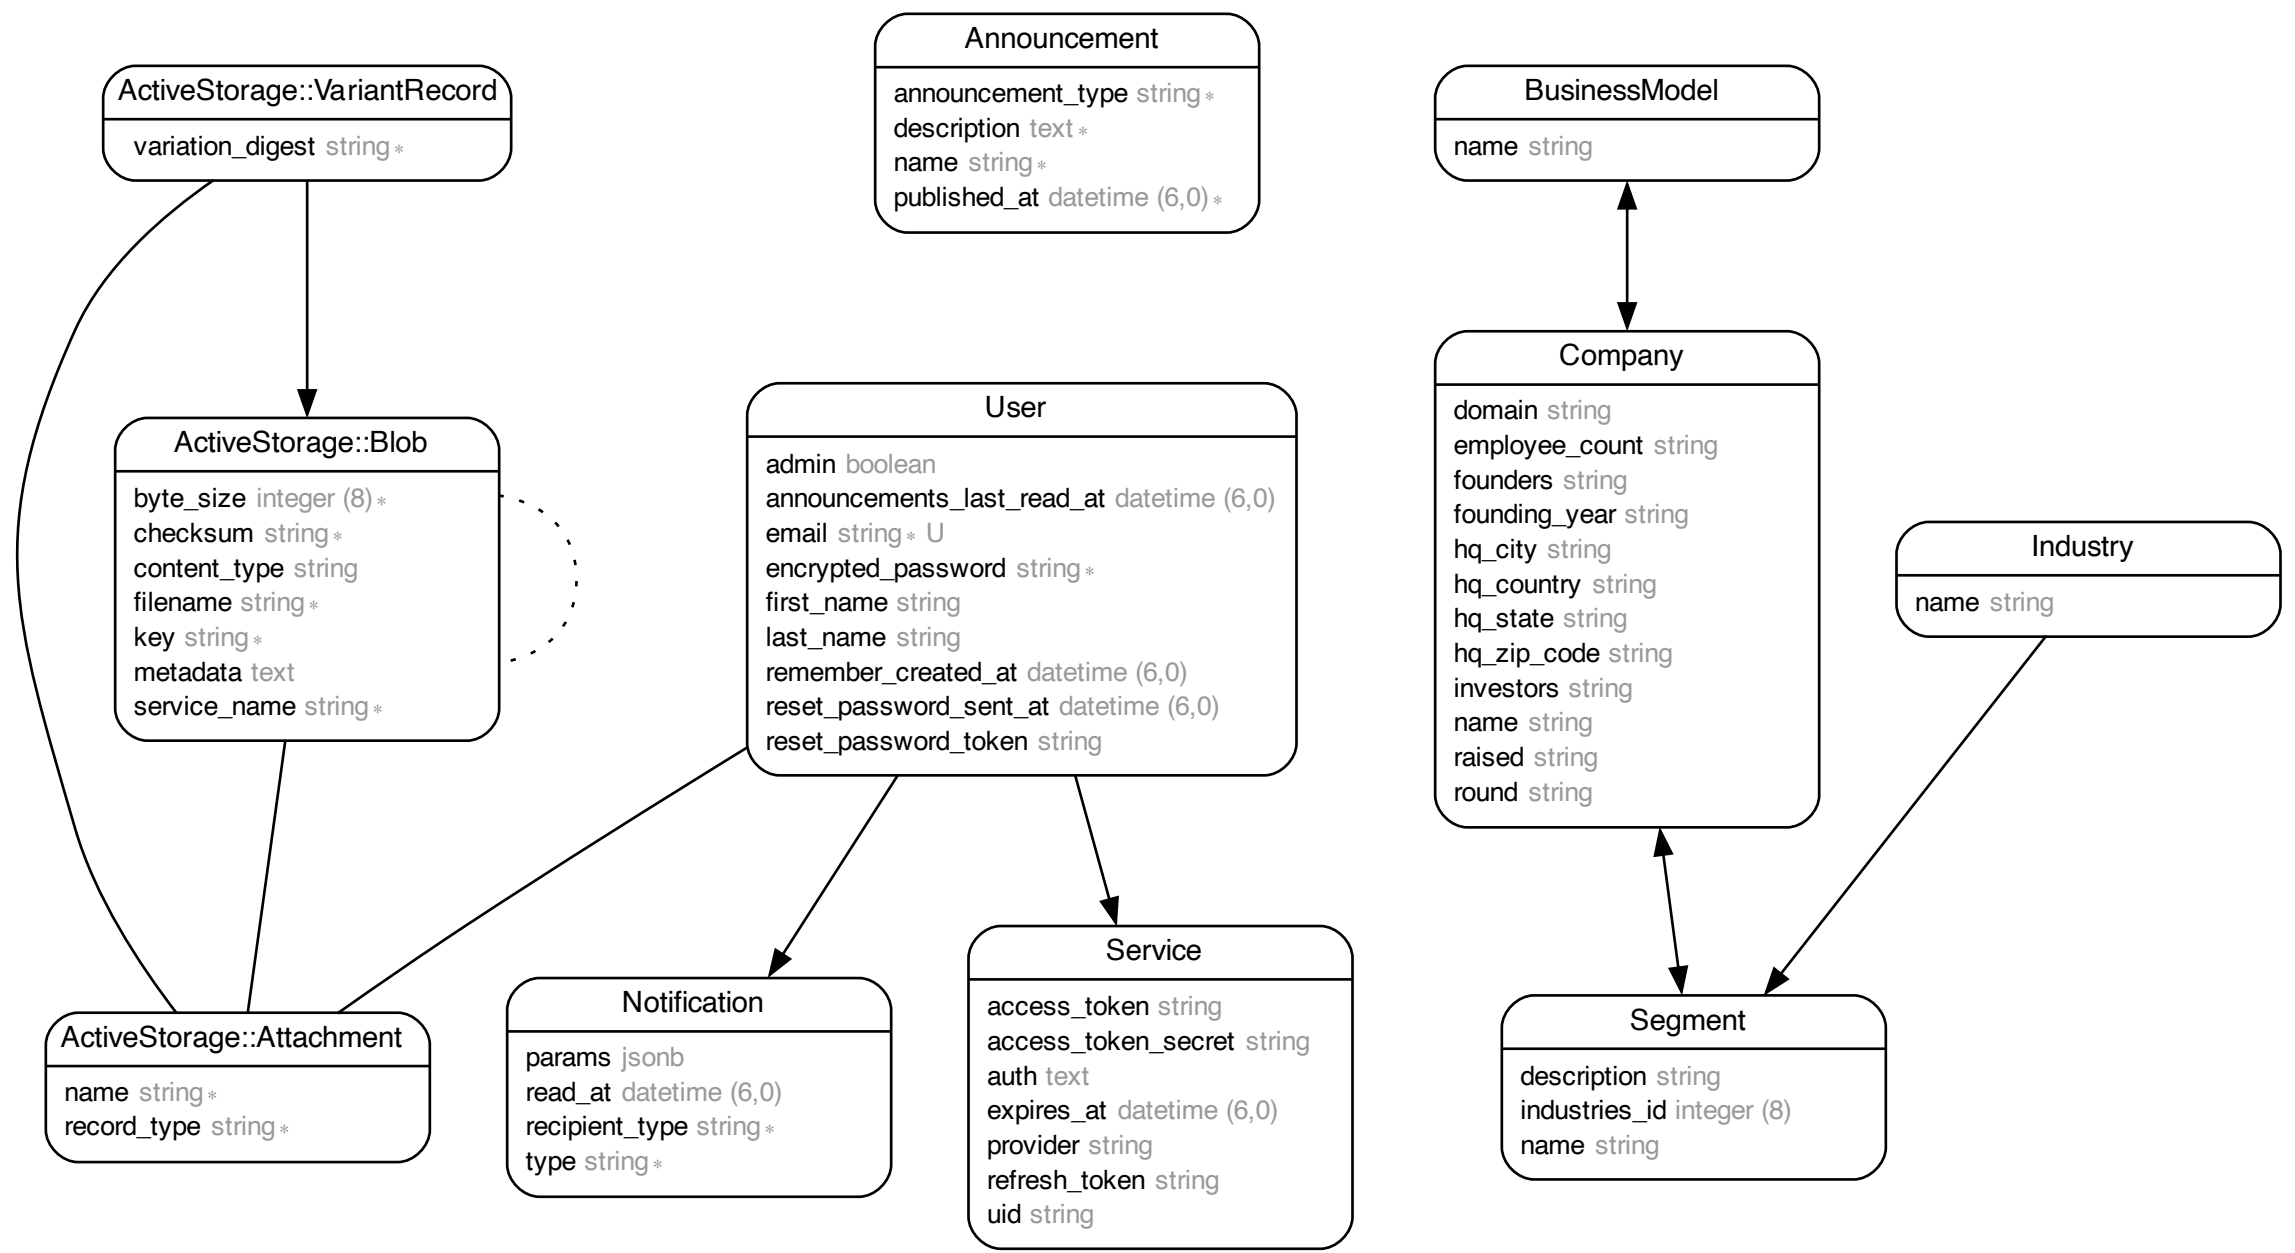 ActiveStorage::VariantRecord
variation_digest string *
Announcement
announcement_type string *
description text *
name string *
published_at datetime (6,0) *
BusinessModel
name string
ActiveStorage::Blob
byte_size integer (8) *
checksum string *
content_type string
filename string *
key string *
metadata text
service_name string *
User
admin boolean
announcements_last_read_at datetime (6,0)
email string * U
encrypted_password string *
first_name string
last_name string
remember_created_at datetime (6,0)
reset_password_sent_at datetime (6,0)
reset_password_token string
Company
domain string
employee_count string
founders string
founding_year string
hq_city string
hq_country string
hq_state string
hq_zip_code string
investors string
name string
raised string
round string
Industry
name string
ActiveStorage::Attachment
name string *
record_type string *
Notification
params jsonb
read_at datetime (6,0)
recipient_type string *
type string *
Service
access_token string
access_token_secret string
auth text
expires_at datetime (6,0)
provider string
refresh_token string
uid string
Segment
description string
industries_id integer (8)
name string